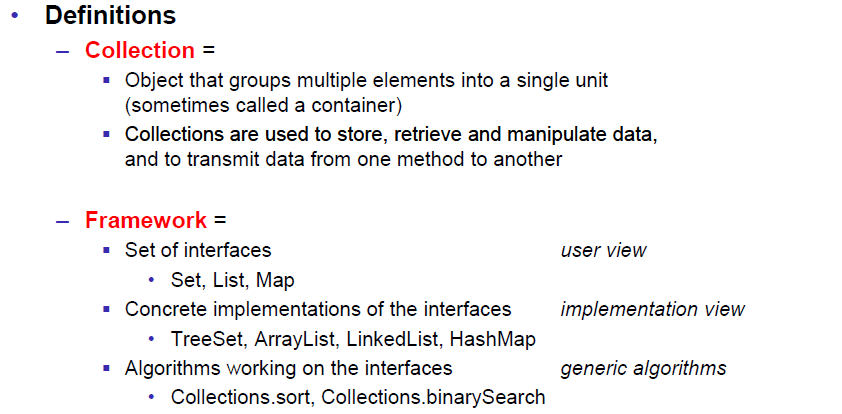 • Definitions
– Collection =
▪ Object that groups multiple elements into a single unit
(sometimes called a container)
▪ Collections are used to store, retrieve and manipulate data,
and to transmit data from one method to another
– Framework =
▪ Set of interfaces user view
• Set, List, Map
▪ Concrete implementations of the interfaces implementation view
• TreeSet, ArrayList, LinkedList, HashMap
▪ Algorithms working on the interfaces generic algorithms
• Collections.sort, Collections.binarySearch